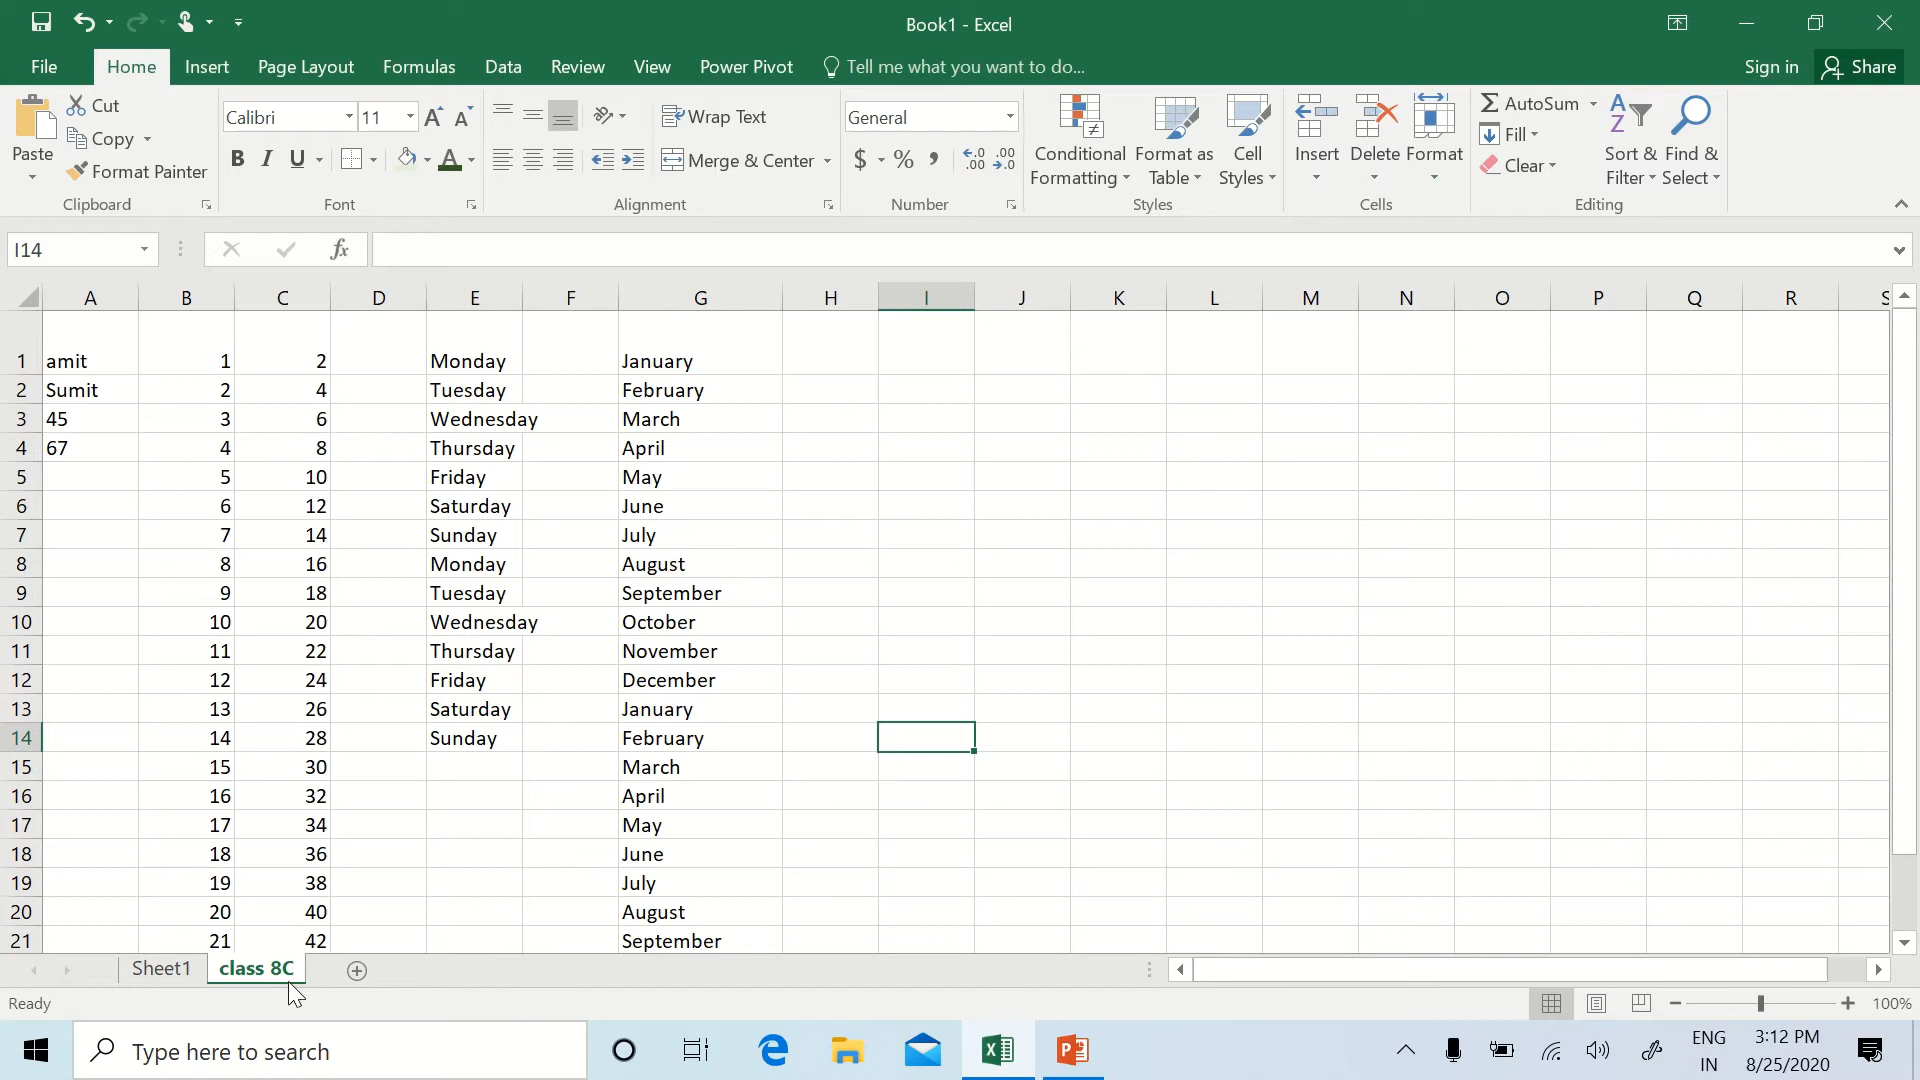 Book1 - Excel
File Home Insert Page Layout Formulas Data Review View Power Pivot Tell me what you want to do... Sign in Share
Paste
Cut
Copy
Format Painter
Clipboard
Calibri 11
B I U
Font
Wrap Text
Merge & Center
Alignment
General
$ %
Number
Conditional Formatting
Format as Table
Cell Styles
Styles
Insert Delete Format
Cells
AutoSum
Fill
Clear
Sort & Filter
Find & Select
Editing
I14 fx
A B C D E F G H I J K L M N O P Q R S
1 amit 1 2 Monday January
2 Sumit 2 4 Tuesday February
3 45 3 6 Wednesday March
4 67 4 8 Thursday April
5 5 10 Friday May
6 6 12 Saturday June
7 7 14 Sunday July
8 8 16 Monday August
9 9 18 Tuesday September
10 10 20 Wednesday October
11 11 22 Thursday November
12 12 24 Friday December
13 13 26 Saturday January
14 14 28 Sunday February
15 15 30 March
16 16 32 April
17 17 34 May
18 18 36 June
19 19 38 July
20 20 40 August
21 21 42 September
Sheet1 class 8C
Ready 100%
Type here to search
ENG 3:12 PM
IN 8/25/2020